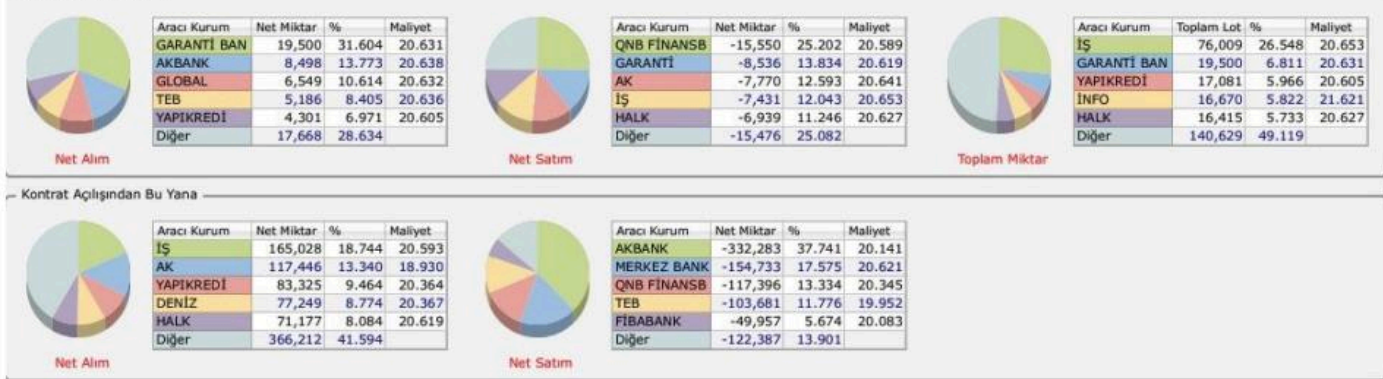 Aracı Kurum Net Miktar % Maliyet
GARANTİ BAN 19,500 31.604 20.631
AKBANK 8,498 13.773 20.638
GLOBAL 6,549 10.614 20.632
TEB 5,186 8.405 20.636
YAPIKREDİ 4,301 6.971 20.605
Diğer 17,668 28.634
Net Alım
Aracı Kurum Net Miktar % Maliyet
QNB FİNANSB -15,550 25.202 20.589
GARANTİ -8,536 13.834 20.619
AK -7,770 12.593 20.641
İŞ -7,431 12.043 20.653
HALK -6,939 11.246 20.627
Diğer -15,476 25.082
Net Satım
Aracı Kurum Toplam Lot % Maliyet
İŞ 76,009 26.548 20.653
GARANTİ BAN 19,500 6.811 20.631
YAPIKREDİ 17,081 5.966 20.605
İNFO 16,670 5.822 21.621
HALK 16,415 5.733 20.627
Diğer 140,629 49.119
Toplam Miktar
Kontrat Açılışından Bu Yana
Aracı Kurum Net Miktar % Maliyet
İŞ 165,028 18.744 20.593
AK 117,446 13.340 18.930
YAPIKREDİ 83,325 9.464 20.364
DENİZ 77,249 8.774 20.367
HALK 71,177 8.084 20.619
Diğer 366,212 41.594
Net Alım
Aracı Kurum Net Miktar % Maliyet
AKBANK -332,283 37.741 20.141
MERKEZ BANK -154,733 17.575 20.621
QNB FİNANSB -117,396 13.334 20.345
TEB -103,681 11.776 19.952
FİBABANK -49,957 5.674 20.083
Diğer -122,387 13.901
Net Satım